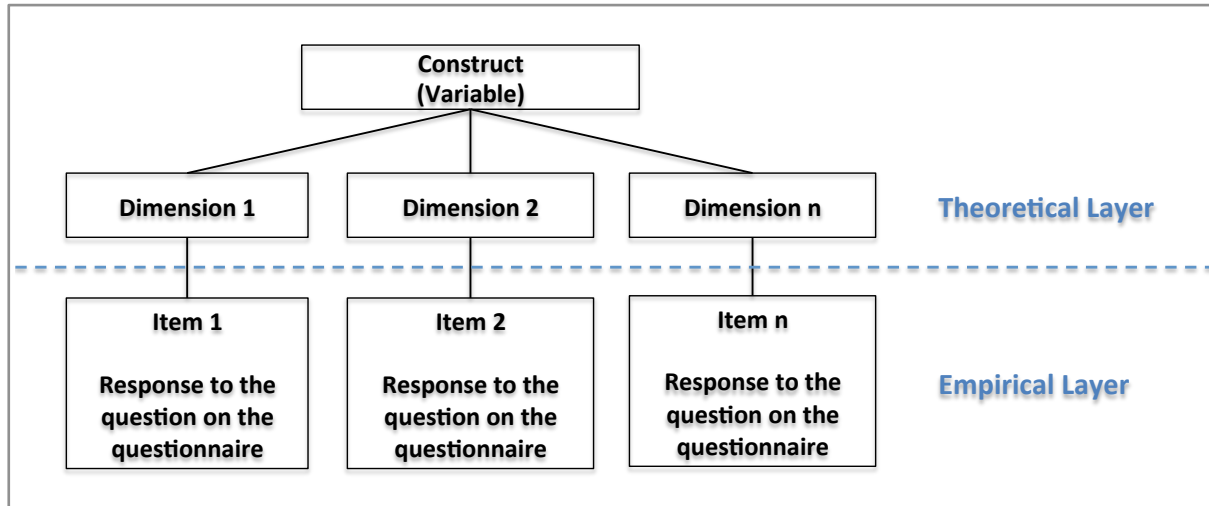 Construct
(Variable)
Dimension 1
Dimension 2
Dimension n
Theoretical Layer
Item 1
Response to the
question on the
questionnaire
Item 2
Response to the
question on the
questionnaire
Item n
Response to the
question on the
questionnaire
Empirical Layer